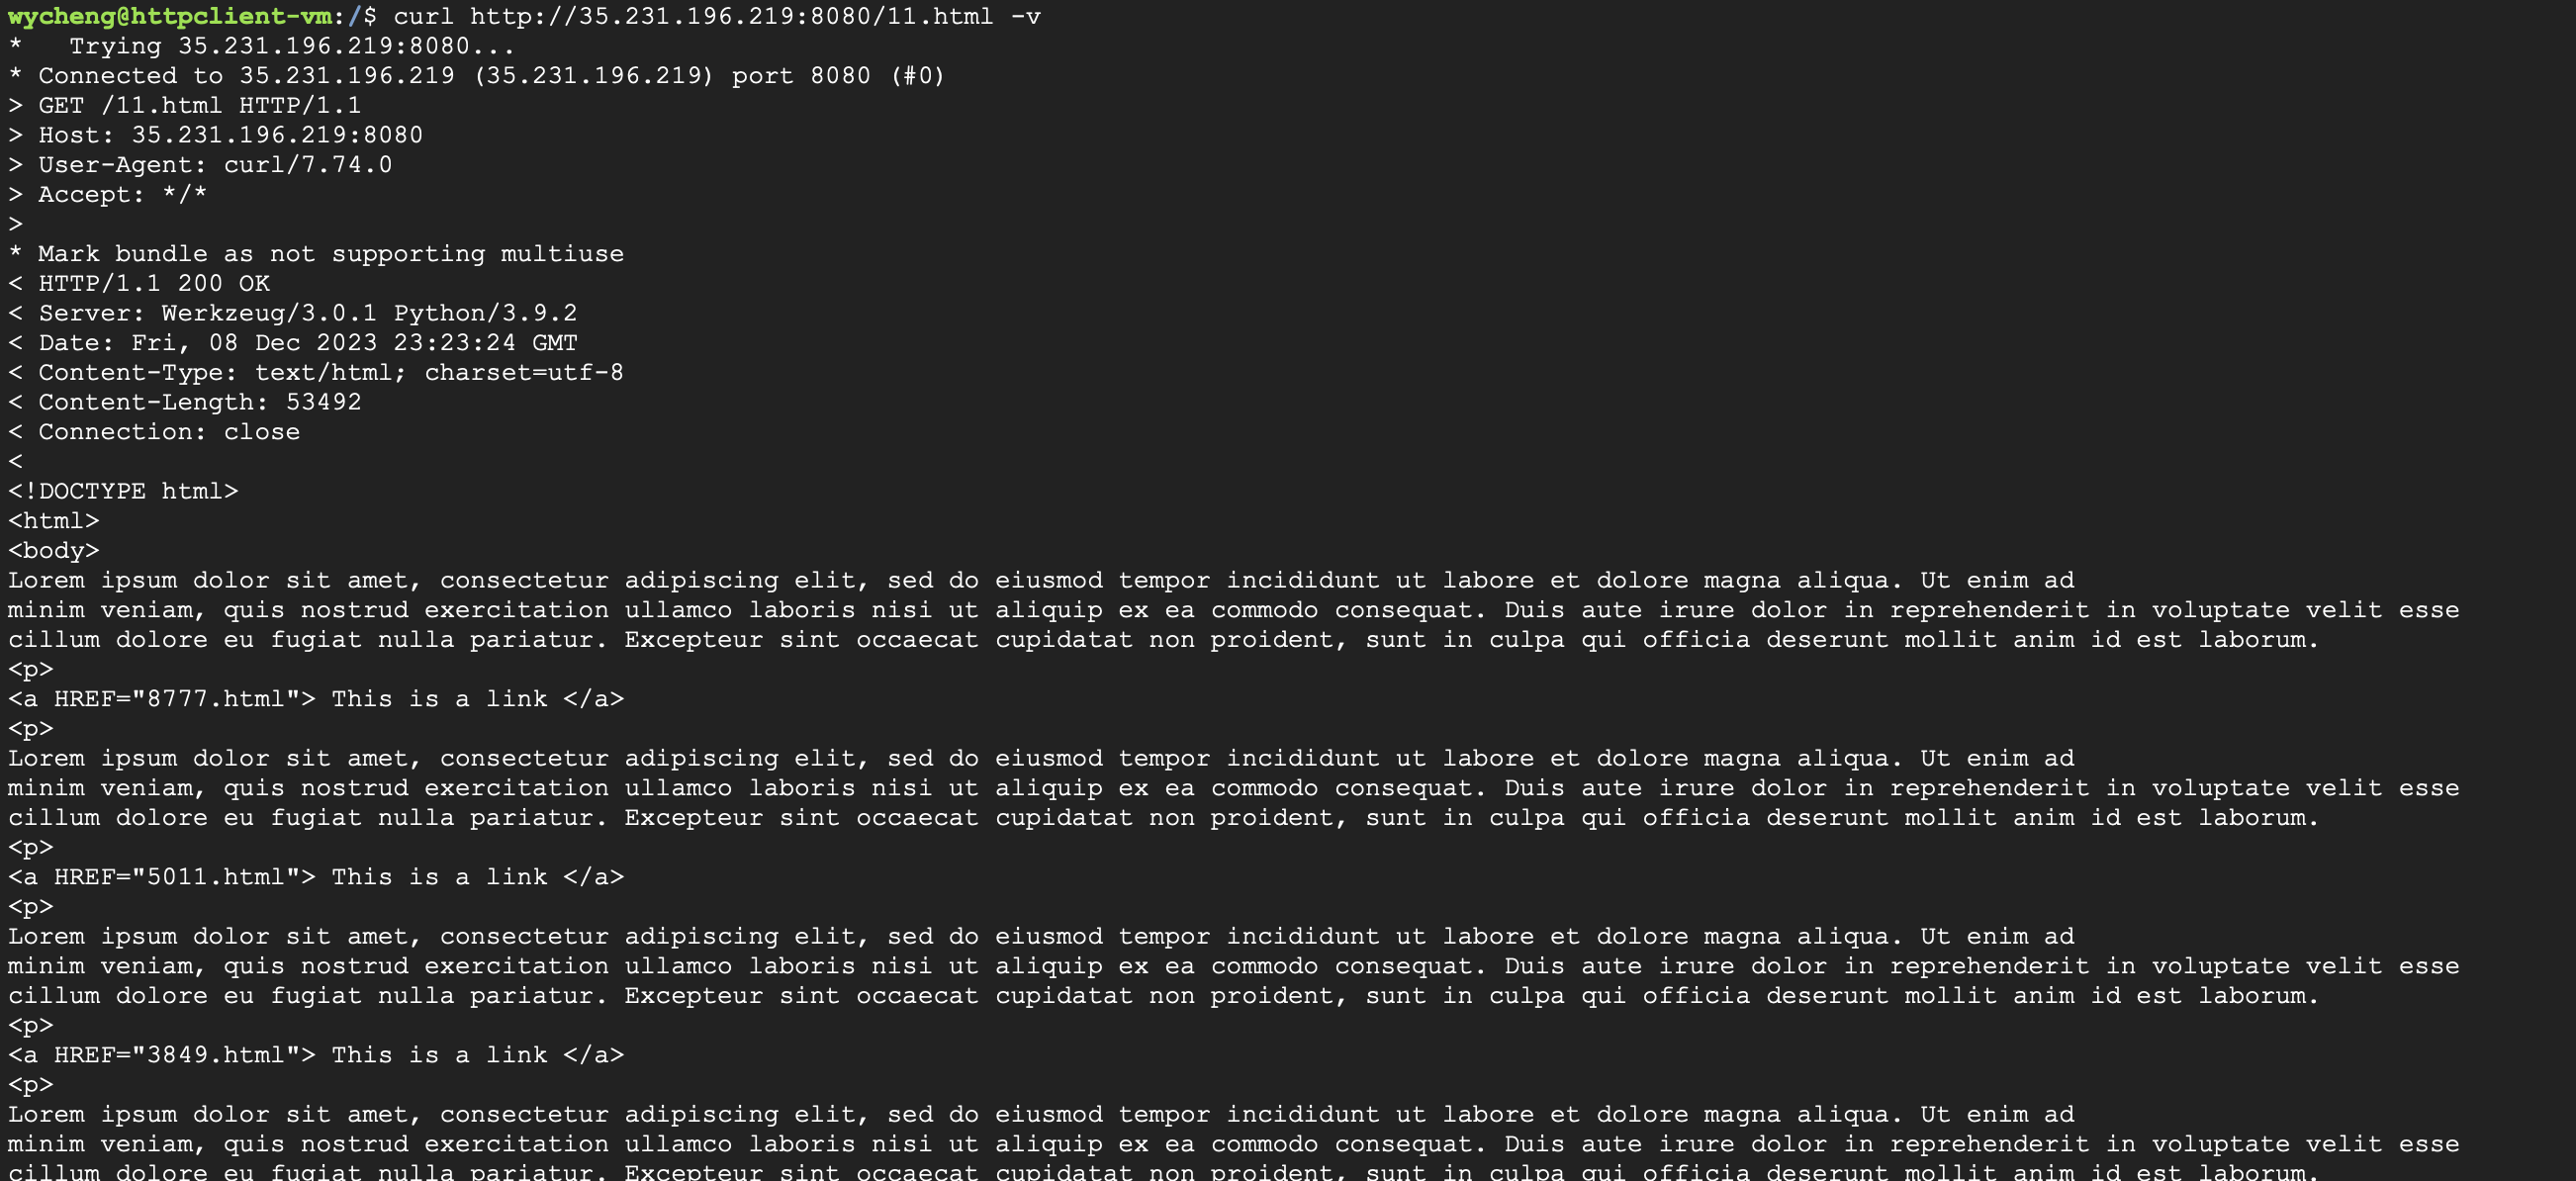 wycheng@httpclient-vm:/$ curl http://35.231.196.219:8080/11.html -v
*   Trying 35.231.196.219:8080...
* Connected to 35.231.196.219 (35.231.196.219) port 8080 (#0)
> GET /11.html HTTP/1.1
> Host: 35.231.196.219:8080
> User-Agent: curl/7.74.0
> Accept: */*
>
* Mark bundle as not supporting multiuse
< HTTP/1.1 200 OK
< Server: Werkzeug/3.0.1 Python/3.9.2
< Date: Fri, 08 Dec 2023 23:23:24 GMT
< Content-Type: text/html; charset=utf-8
< Content-Length: 53492
< Connection: close
<
<!DOCTYPE html>
<html>
<body>
Lorem ipsum dolor sit amet, consectetur adipiscing elit, sed do eiusmod tempor incididunt ut labore et dolore magna aliqua. Ut enim ad
minim veniam, quis nostrud exercitation ullamco laboris nisi ut aliquip ex ea commodo consequat. Duis aute irure dolor in reprehenderit in voluptate velit esse
cillum dolore eu fugiat nulla pariatur. Excepteur sint occaecat cupidatat non proident, sunt in culpa qui officia deserunt mollit anim id est laborum.
<p>
<a HREF="8777.html"> This is a link </a>
<p>
Lorem ipsum dolor sit amet, consectetur adipiscing elit, sed do eiusmod tempor incididunt ut labore et dolore magna aliqua. Ut enim ad
minim veniam, quis nostrud exercitation ullamco laboris nisi ut aliquip ex ea commodo consequat. Duis aute irure dolor in reprehenderit in voluptate velit esse
cillum dolore eu fugiat nulla pariatur. Excepteur sint occaecat cupidatat non proident, sunt in culpa qui officia deserunt mollit anim id est laborum.
<p>
<a HREF="5011.html"> This is a link </a>
<p>
Lorem ipsum dolor sit amet, consectetur adipiscing elit, sed do eiusmod tempor incididunt ut labore et dolore magna aliqua. Ut enim ad
minim veniam, quis nostrud exercitation ullamco laboris nisi ut aliquip ex ea commodo consequat. Duis aute irure dolor in reprehenderit in voluptate velit esse
cillum dolore eu fugiat nulla pariatur. Excepteur sint occaecat cupidatat non proident, sunt in culpa qui officia deserunt mollit anim id est laborum.
<p>
<a HREF="3849.html"> This is a link </a>
<p>
Lorem ipsum dolor sit amet, consectetur adipiscing elit, sed do eiusmod tempor incididunt ut labore et dolore magna aliqua. Ut enim ad
minim veniam, quis nostrud exercitation ullamco laboris nisi ut aliquip ex ea commodo consequat. Duis aute irure dolor in reprehenderit in voluptate velit esse
cillum dolore eu fugiat nulla pariatur. Excepteur sint occaecat cupidatat non proident, sunt in culpa qui officia deserunt mollit anim id est laborum.